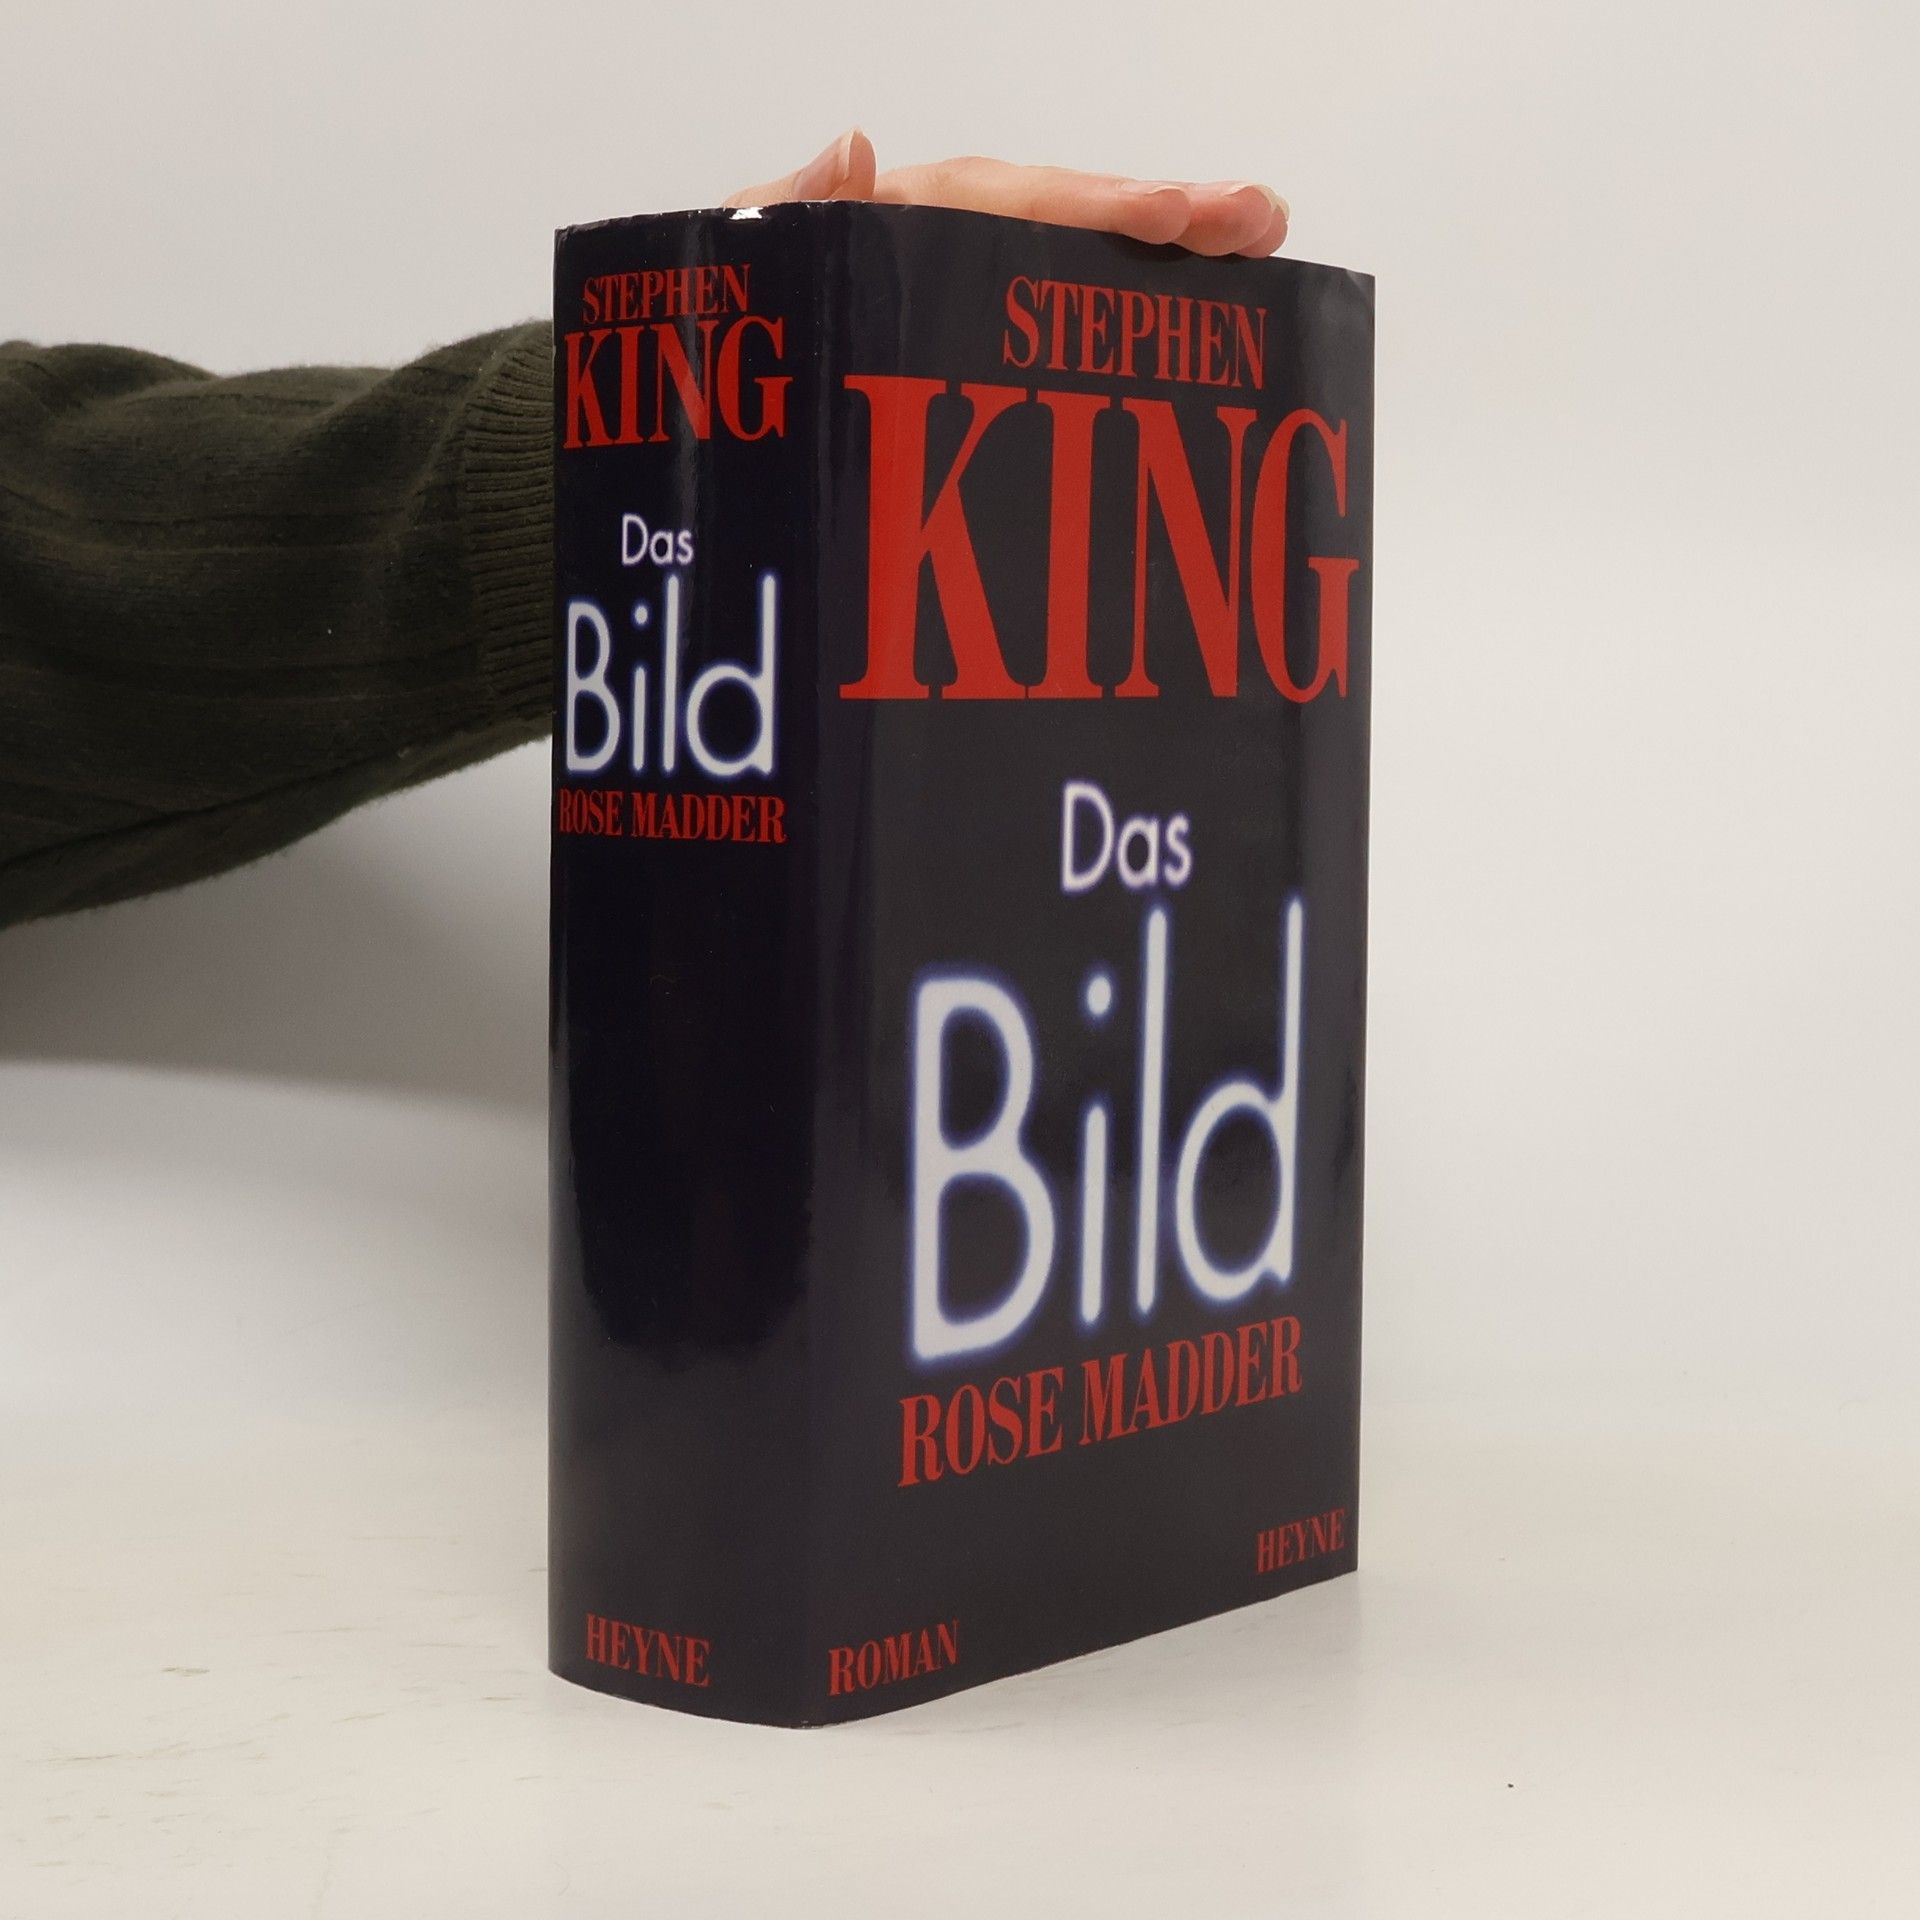 STEPHEN
KING
Das
Bild
ROSE MADDER
HEYNE
STEPHEN
KING
Das
Bild
ROSE MADDER
HEYNE
ROMAN